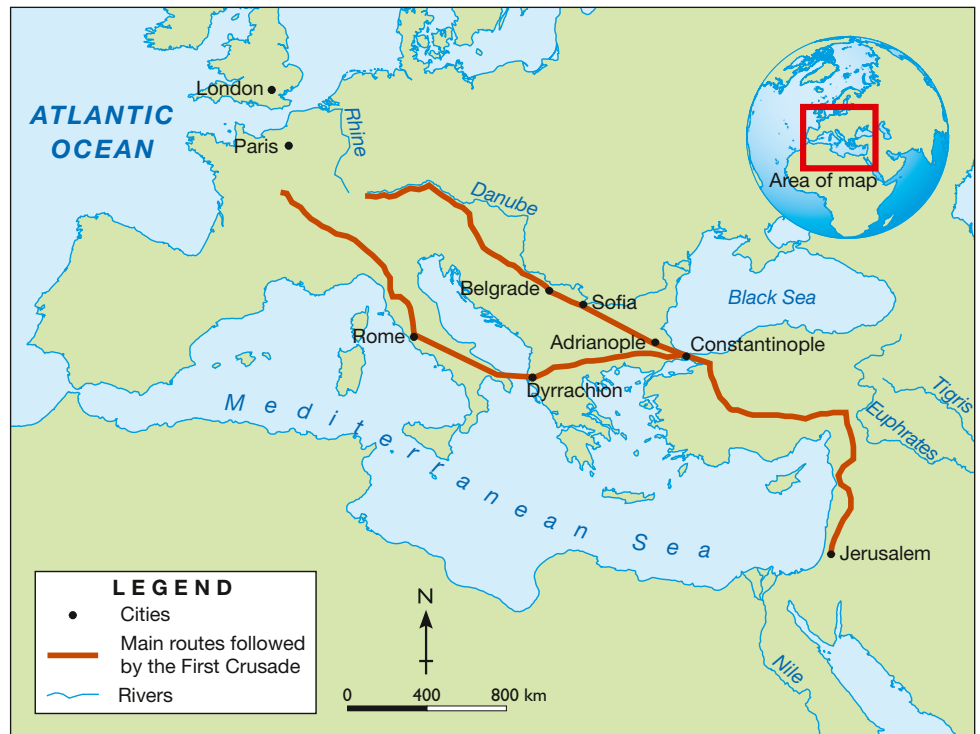 London
ATLANTIC
OCEAN
Paris
Rhine
Area of map
Danube
Belgrade
Sofia
Black Sea
Rome
Adrianople
Constantinople
Dyrrachion
Tigris
Euphrates
Mediterranean Sea
Jerusalem
LEGEND
Cities
Main routes followed
by the First Crusade
Rivers
N
0 400 800 km
Nile